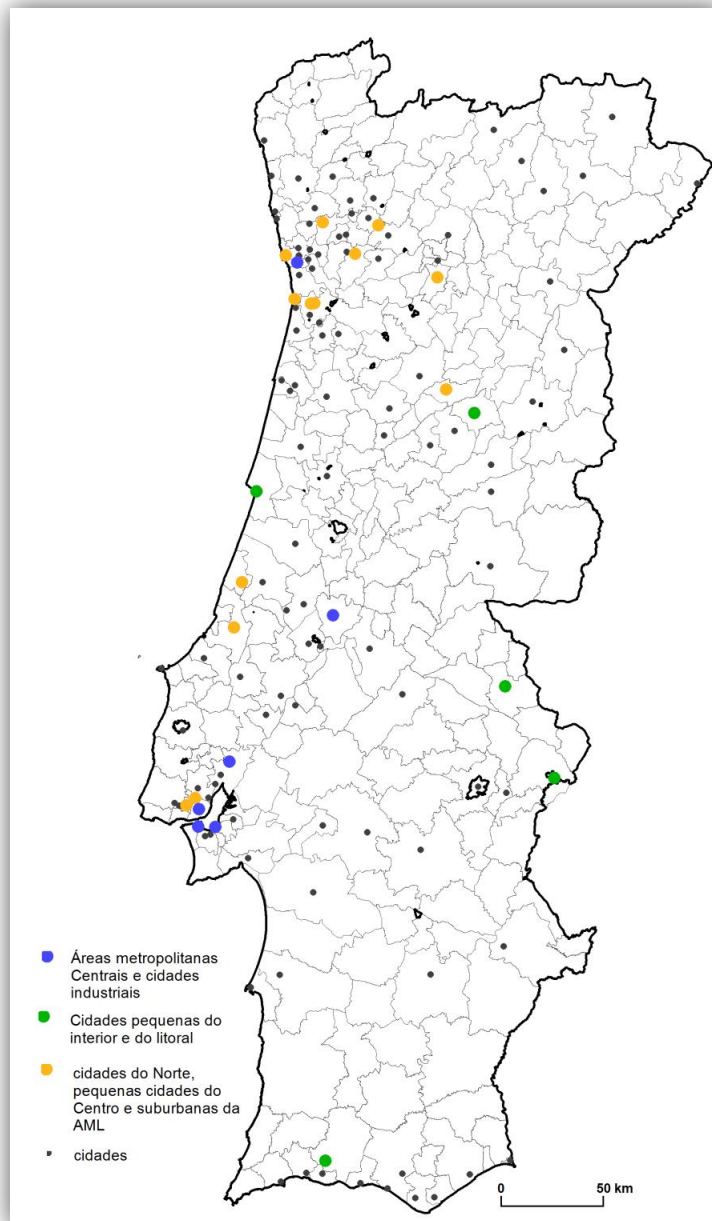 Áreas metropolitanas
Centrais e cidades
industriais
Cidades pequenas do
interior e do litoral
cidades do Norte,
pequenas cidades do
Centro e suburbanas da
AML
cidades
0 50 km